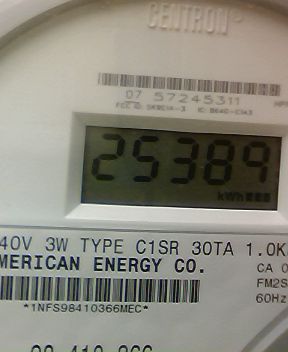 CENTRON®
07 57245311
25389
kWh
40V 3W TYPE C1SR 30TA 1.0K
MERICAN ENERGY CO.
CA 0
FM2S
*1NFS98410366MEC*
60Hz